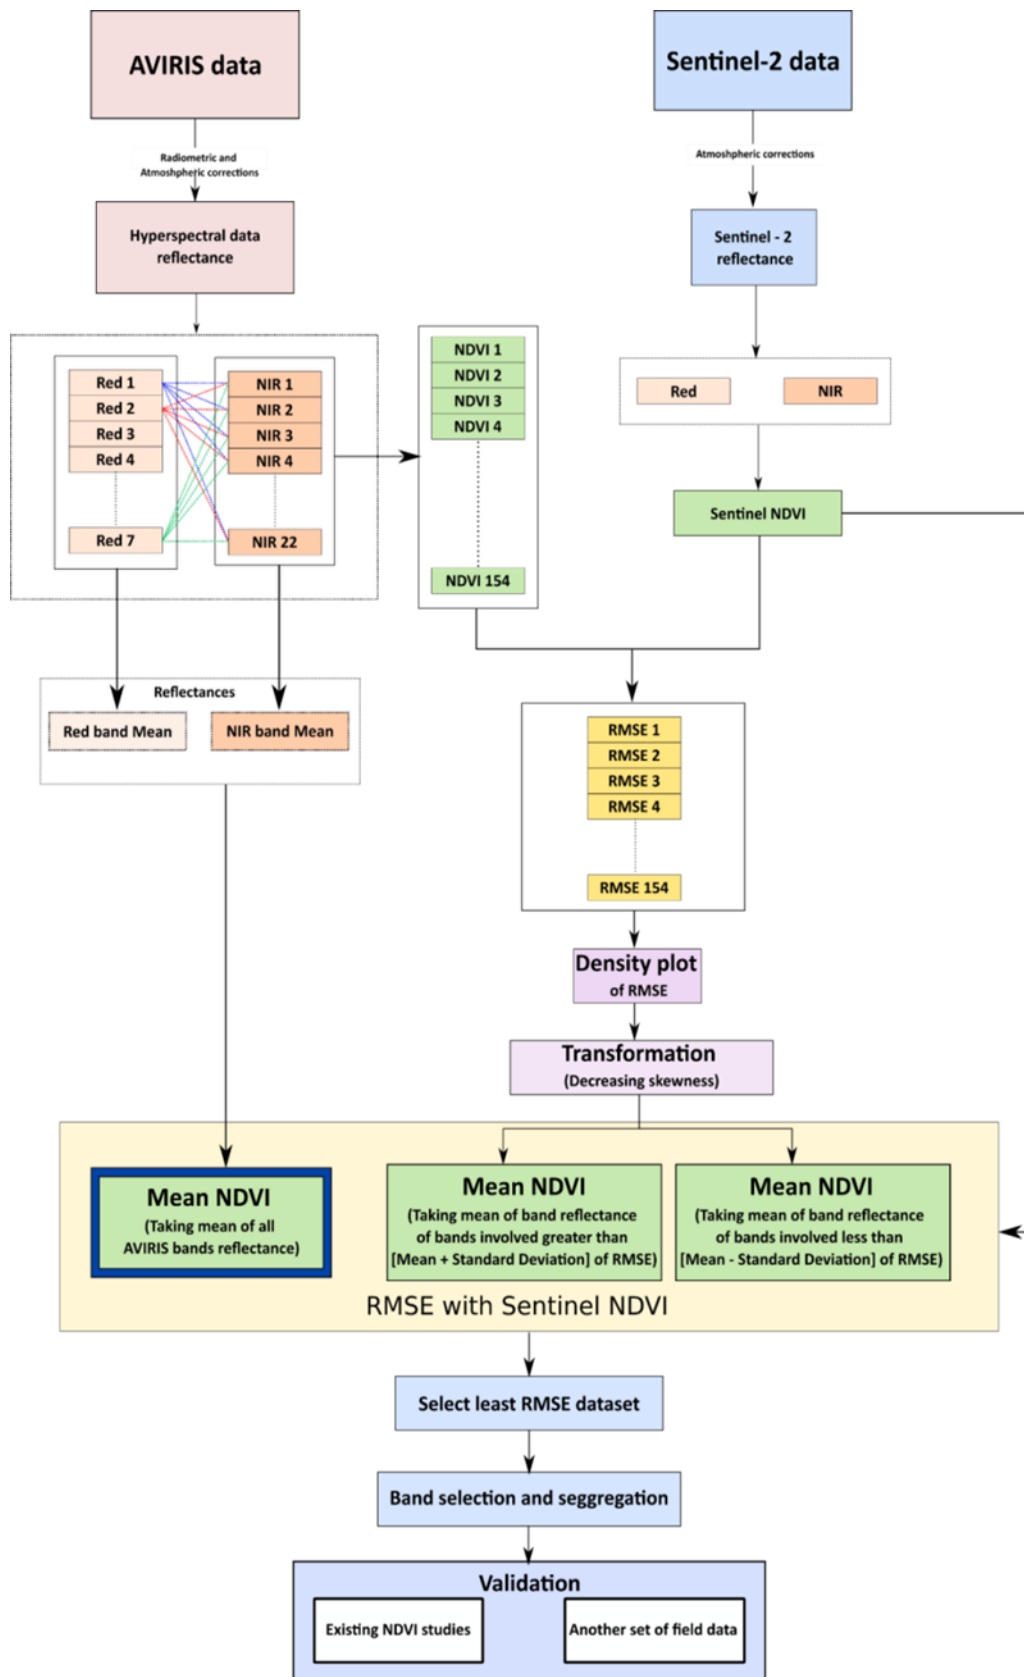 AVIRIS data
Sentinel-2 data
Radiometric and
Atmoshpheric corrections
Atmoshpheric corrections
Hyperspectral data
reflectance
Sentinel - 2
reflectance
Red 1
Red 2
Red 3
Red 4
Red 7
NIR 1
NIR 2
NIR 3
NIR 4
NIR 22
NDVI 1
NDVI 2
NDVI 3
NDVI 4
NDVI 154
Red
NIR
Sentinel NDVI
Reflectances
Red band Mean
NIR band Mean
RMSE 1
RMSE 2
RMSE 3
RMSE 4
RMSE 154
Density plot
of RMSE
Transformation
(Decreasing skewness)
Mean NDVI
(Taking mean of all
AVIRIS bands reflectance)
Mean NDVI
(Taking mean of band reflectance
of bands involved greater than
[Mean + Standard Deviation] of RMSE)
Mean NDVI
(Taking mean of band reflectance
of bands involved less than
[Mean - Standard Deviation] of RMSE)
RMSE with Sentinel NDVI
Select least RMSE dataset
Band selection and seggregation
Validation
Existing NDVI studies
Another set of field data